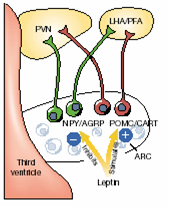 PVN
LHA/PFA
NPY/AGRP POMC/CART
Inhibits
Stimulates
ARC
Third
ventricle
Leptin